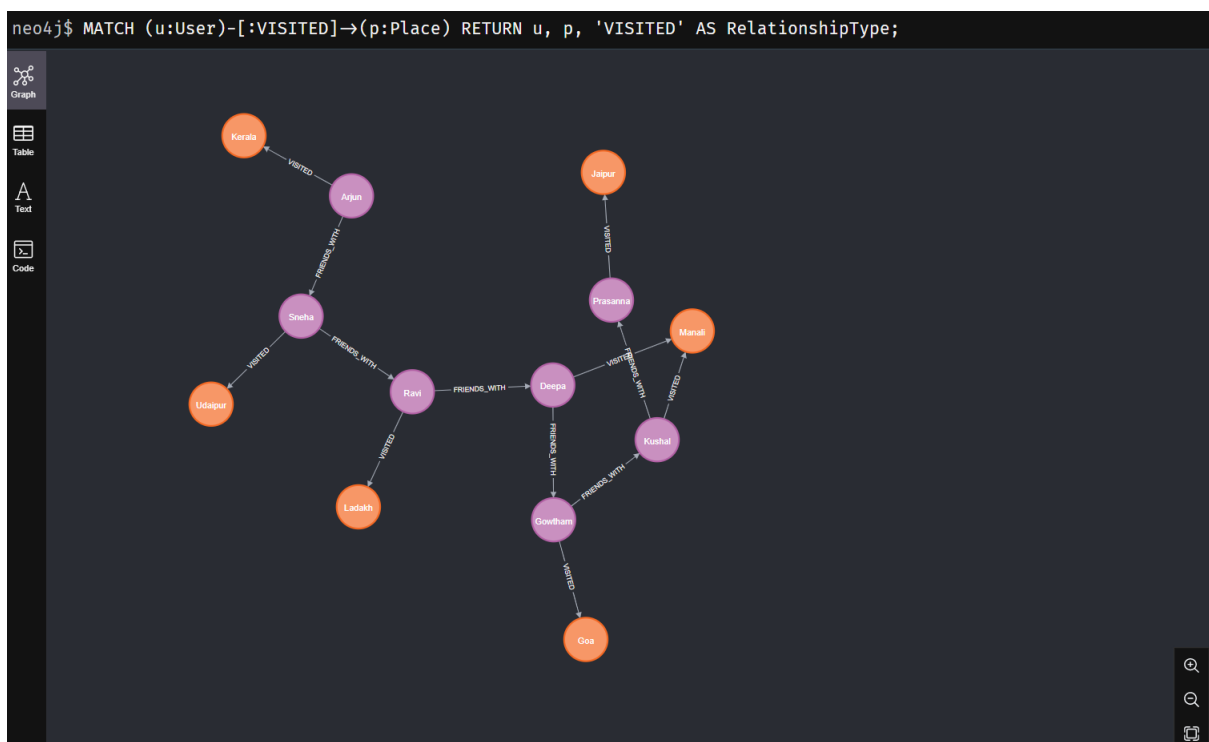 neo4j$ MATCH (u:User)-[:VISITED]→(p:Place) RETURN u, p, 'VISITED' AS RelationshipType;
Graph
Table
Text
Code
Kerala
VISITED
Arjun
FRIENDS_WITH
Sneha
VISITED
Udaipur
FRIENDS_WITH
Ravi
VISITED
Ladakh
FRIENDS_WITH
Deepa
VISITED
Manali
FRIENDS_WITH
Gowtham
VISITED
Goa
FRIENDS_WITH
Kushal
VISITED
FRIENDS_WITH
Prasanna
VISITED
Jaipur